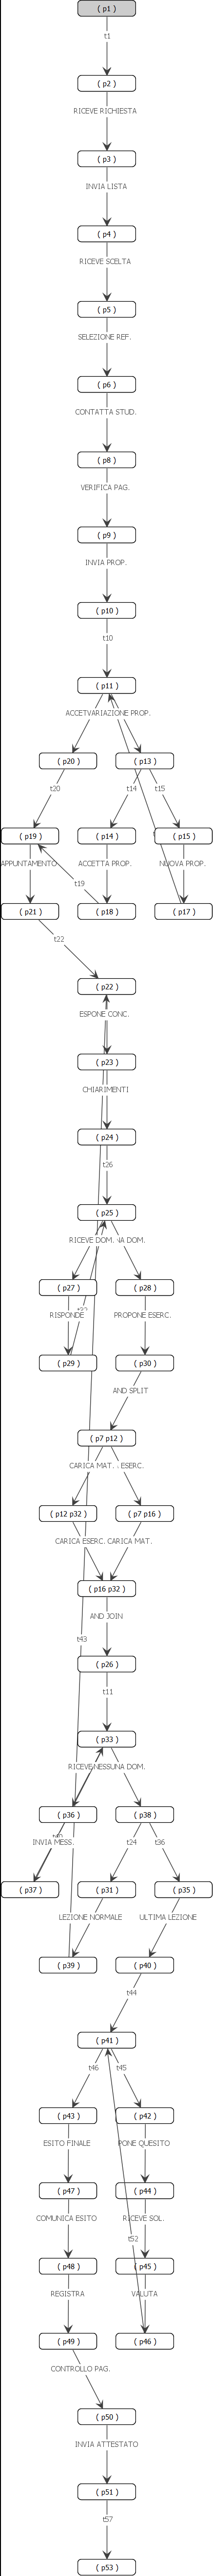 ( p1 )
t1
( p2 )
RICEVE RICHIESTA
( p3 )
INVIA LISTA
( p4 )
RICEVE SCELTA
( p5 )
SELEZIONE REF.
( p6 )
CONTATTA STUD.
( p8 )
VERIFICA PAG.
( p9 )
INVIA PROP.
( p10 )
t10
( p11 )
ACCETVARIAZIONE PROP.
( p20 ) ( p13 )
t20 t14 t15
( p19 ) ( p14 ) ( p15 )
APPUNTAMENTO ACCETTA PROP. NUOVA PROP.
t19
( p21 ) ( p18 ) ( p17 )
t22
( p22 )
ESPONE CONC.
( p23 )
CHIARIMENTI
( p24 )
t26
( p25 )
RICEVE DOM. NA DOM.
( p27 ) ( p28 )
RISPONDE PROPONE ESERC.
( p29 ) ( p30 )
AND SPLIT
( p7 p12 )
CARICA MAT. ESERC.
( p12 p32 ) ( p7 p16 )
CARICA ESERC. CARICA MAT.
( p16 p32 )
AND JOIN
t43
( p26 )
t11
( p33 )
RICEVE NESSUNA DOM.
( p36 ) ( p38 )
INVIA MESS. t24 t36
( p37 ) ( p31 ) ( p35 )
LEZIONE NORMALE ULTIMA LEZIONE
( p39 ) ( p40 )
t44
( p41 )
t46 t45
( p43 ) ( p42 )
ESITO FINALE PONE QUESITO
( p47 ) ( p44 )
COMUNICA ESITO RICEVE SOL.
t52
( p48 ) ( p45 )
REGISTRA VALUTA
( p49 ) ( p46 )
CONTROLLO PAG.
( p50 )
INVIA ATTESTATO
( p51 )
t57
( p53 )